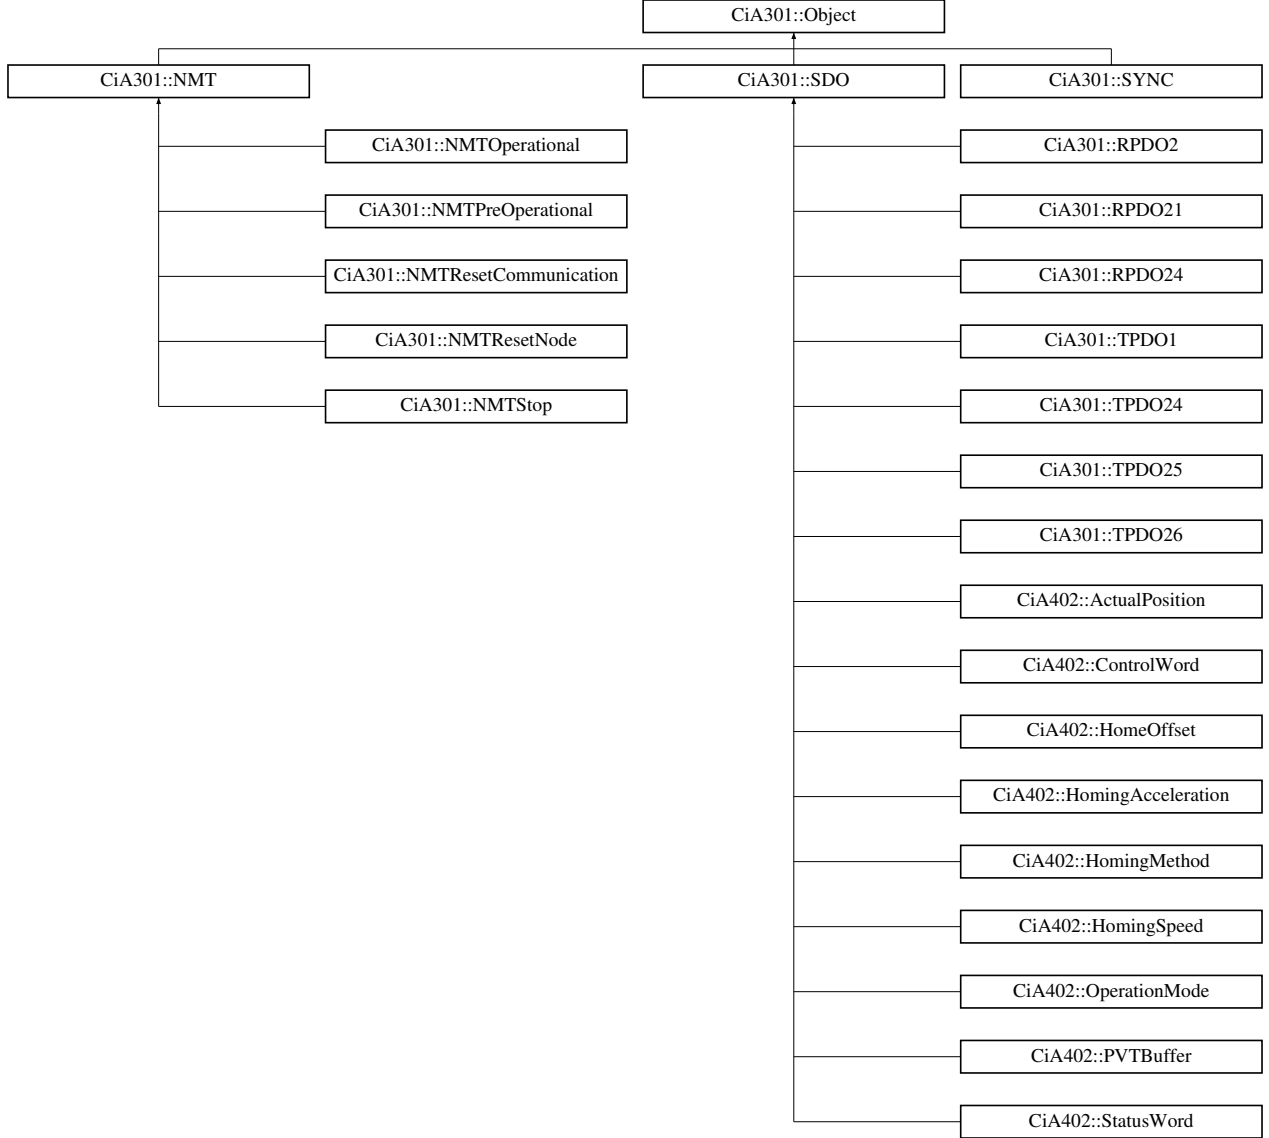 CiA301::Object
CiA301::NMT
CiA301::SDO
CiA301::SYNC
CiA301::NMTOperational
CiA301::RPDO2
CiA301::NMTPreOperational
CiA301::RPDO21
CiA301::NMTResetCommunication
CiA301::RPDO24
CiA301::NMTResetNode
CiA301::TPDO1
CiA301::NMTStop
CiA301::TPDO24
CiA301::TPDO25
CiA301::TPDO26
CiA402::ActualPosition
CiA402::ControlWord
CiA402::HomeOffset
CiA402::HomingAcceleration
CiA402::HomingMethod
CiA402::HomingSpeed
CiA402::OperationMode
CiA402::PVTBuffer
CiA402::StatusWord